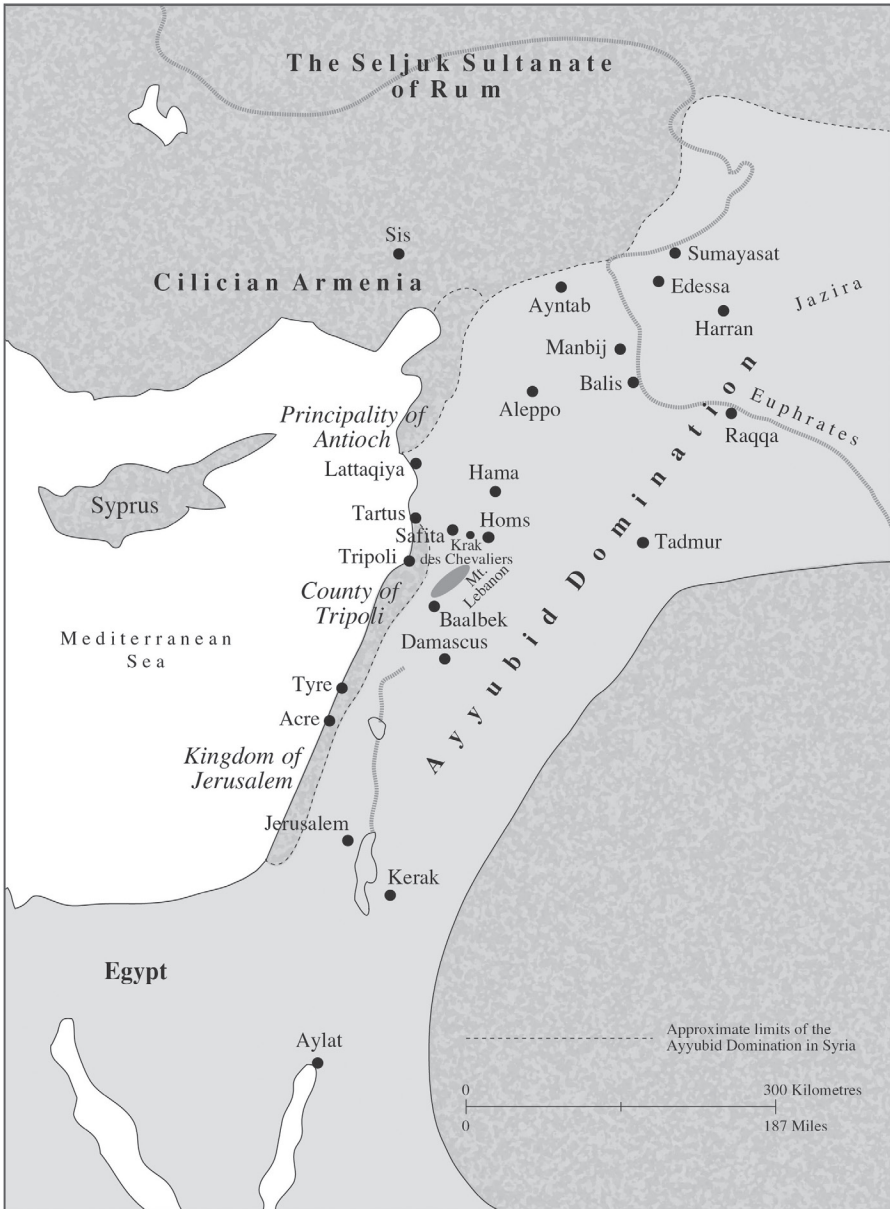 The Seljuk Sultanate
of Rum
Sis
Cilician Armenia
Sumayasat
Edessa
Ayntab
Jazira
Harran
Manbij
Balis
Aleppo
Euphrates
Raqqa
Principality of
Antioch
Lattaqiya
Hama
Syprus
Tartus
Safita
Homs
Krak
des Chevaliers
Tadmur
Tripoli
Mt.
Lebanon
County of
Tripoli
Baalbek
Ayyubid Domination
Mediterranean
Sea
Damascus
Tyre
Acre
Kingdom of
Jerusalem
Jerusalem
Kerak
Egypt
Aylat
Approximate limits of the
Ayyubid Domination in Syria
0 300 Kilometres
0 187 Miles